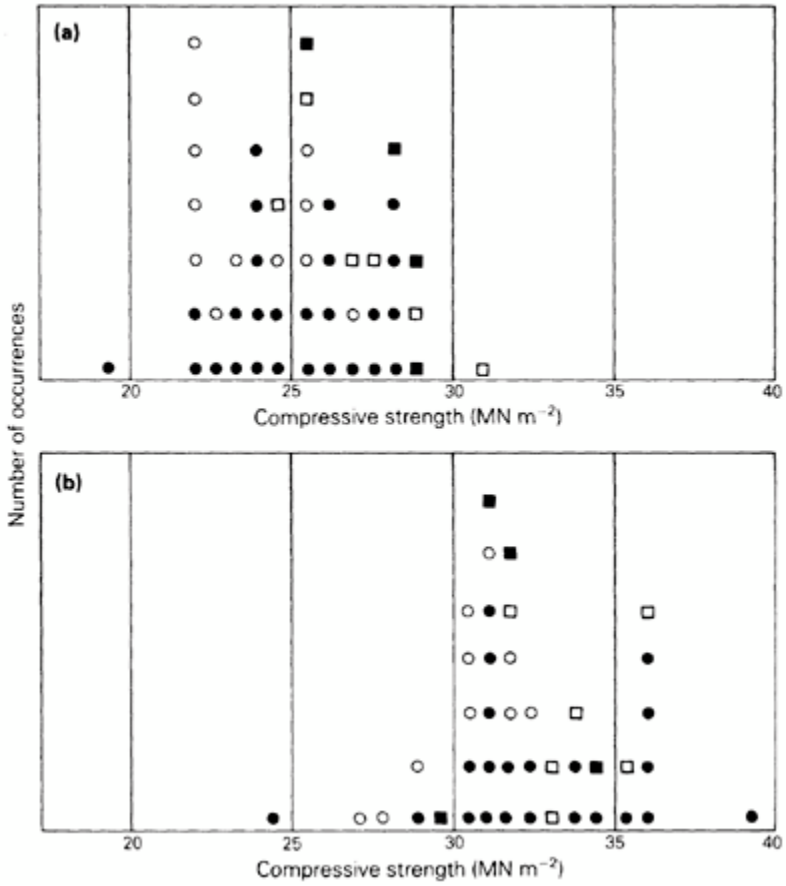 (a)
20 25 30 35 40
Compressive strength (MN m⁻²)
Number of occurrences
(b)
20 25 30 35 40
Compressive strength (MN m⁻²)